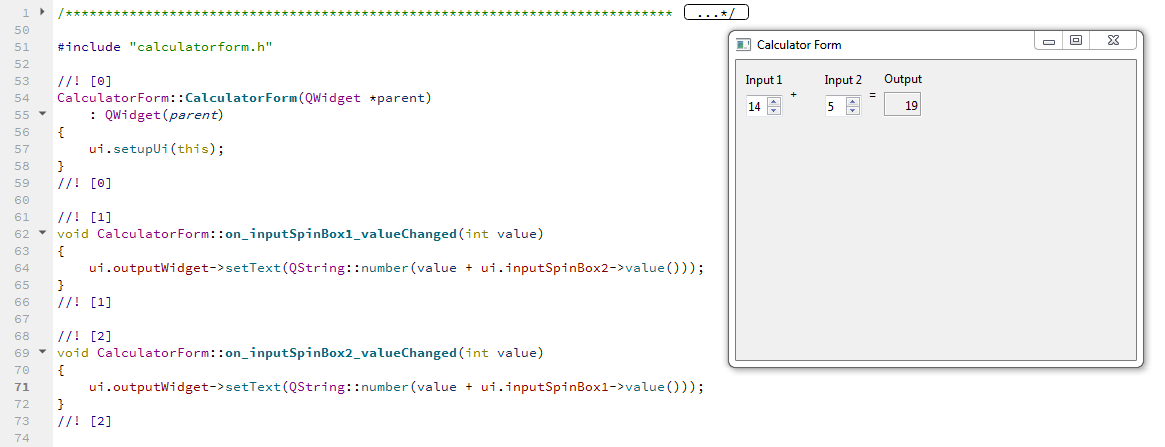 1 /***************************************************************************** ...*/
50
51 #include "calculatorform.h"
52
53 //! [0]
54 CalculatorForm::CalculatorForm(QWidget *parent)
55     : QWidget(parent)
56 {
57     ui.setupUi(this);
58 }
59 //! [0]
60
61 //! [1]
62 void CalculatorForm::on_inputSpinBox1_valueChanged(int value)
63 {
64     ui.outputWidget->setText(QString::number(value + ui.inputSpinBox2->value()));
65 }
66 //! [1]
67
68 //! [2]
69 void CalculatorForm::on_inputSpinBox2_valueChanged(int value)
70 {
71     ui.outputWidget->setText(QString::number(value + ui.inputSpinBox1->value()));
72 }
73 //! [2]
74
Calculator Form
Input 1 Input 2 Output
14 + 5 = 19